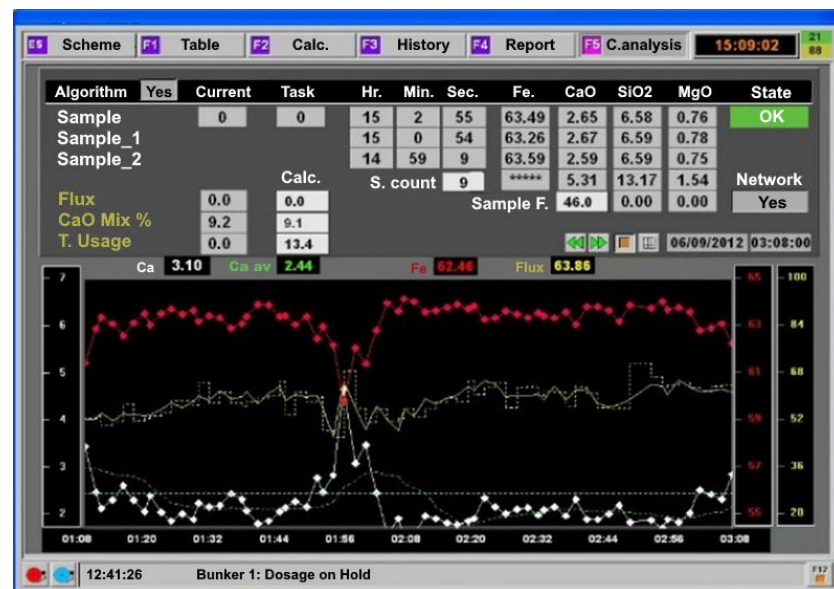 ES Scheme F1 Table F2 Calc. F3 History F4 Report F5 C.analysis 15:09:02 21 88
Algorithm Yes Current Task Hr. Min. Sec. Fe. CaO SiO2 MgO State
Sample 0 0 15 2 55 63.49 2.65 6.58 0.76 OK
Sample_1 15 0 54 63.26 2.67 6.59 0.78
Sample_2 14 59 9 63.59 2.59 6.59 0.75
Calc. S. count 9 ***** 5.31 13.17 1.54 Network
Flux 0.0 0.0 Sample F. 46.0 0.00 0.00 Yes
CaO Mix % 9.2 9.1
T. Usage 0.0 13.4 06/09/2012 03:08:00
Ca 3.10 Ca av 2.44 Fe 62.46 Flux 63.86
7 65 100
6 63 84
5 61 68
4 59 52
3 57 36
2 55 20
01:08 01:20 01:32 01:44 01:56 02:08 02:20 02:32 02:44 02:56 03:08
12:41:26 Bunker 1: Dosage on Hold F12